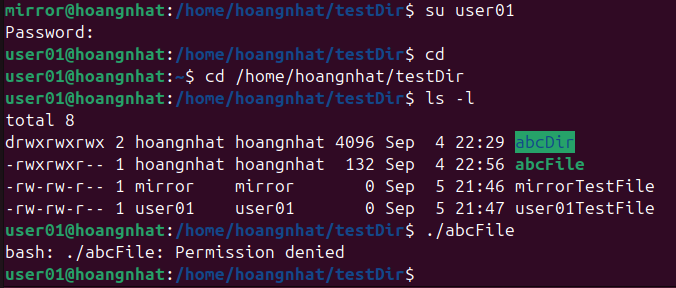 mirror@hoangnhat:/home/hoangnhat/testDir$ su user01
Password:
user01@hoangnhat:/home/hoangnhat/testDir$ cd
user01@hoangnhat:~$ cd /home/hoangnhat/testDir
user01@hoangnhat:/home/hoangnhat/testDir$ ls -l
total 8
drwxrwxrwx 2 hoangnhat hoangnhat 4096 Sep  4 22:29 abcDir
-rwxrwxr-- 1 hoangnhat hoangnhat  132 Sep  4 22:56 abcFile
-rw-rw-r-- 1 mirror    mirror       0 Sep  5 21:46 mirrorTestFile
-rw-rw-r-- 1 user01    user01       0 Sep  5 21:47 user01TestFile
user01@hoangnhat:/home/hoangnhat/testDir$ ./abcFile
bash: ./abcFile: Permission denied
user01@hoangnhat:/home/hoangnhat/testDir$